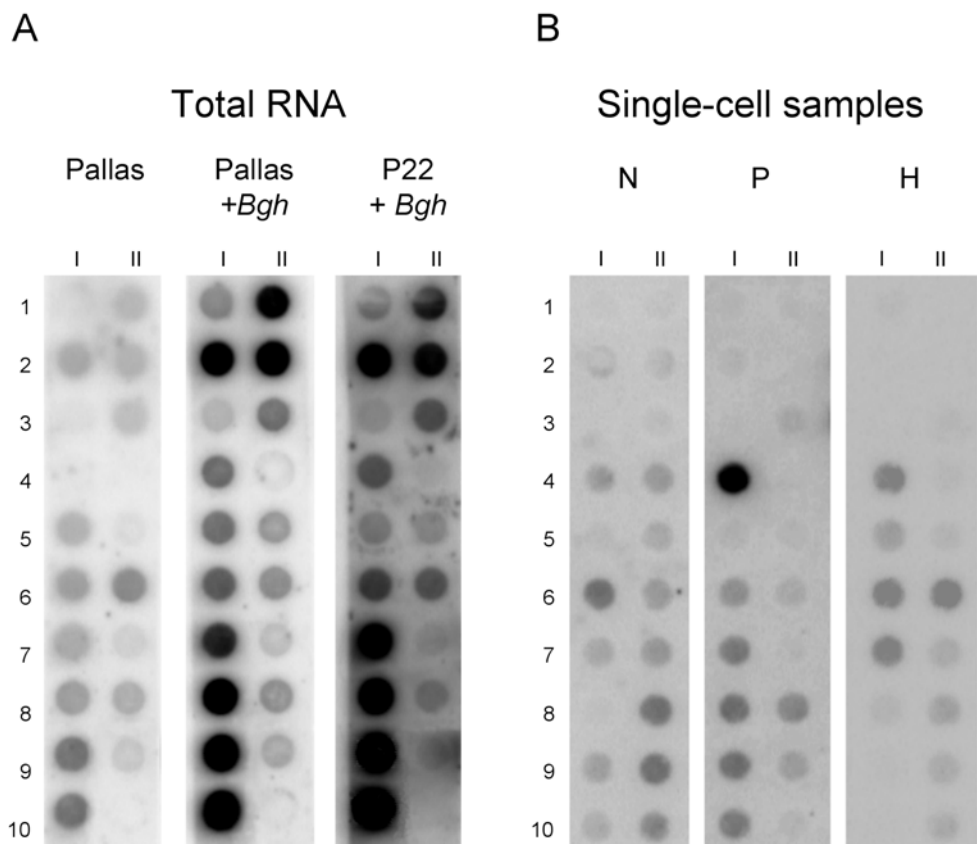 A
B
Total RNA
Single-cell samples
Pallas
Pallas
+Bgh
P22
+ Bgh
N
P
H
I II I II I II
I II I II I II
1
2
3
4
5
6
7
8
9
10
1
2
3
4
5
6
7
8
9
10